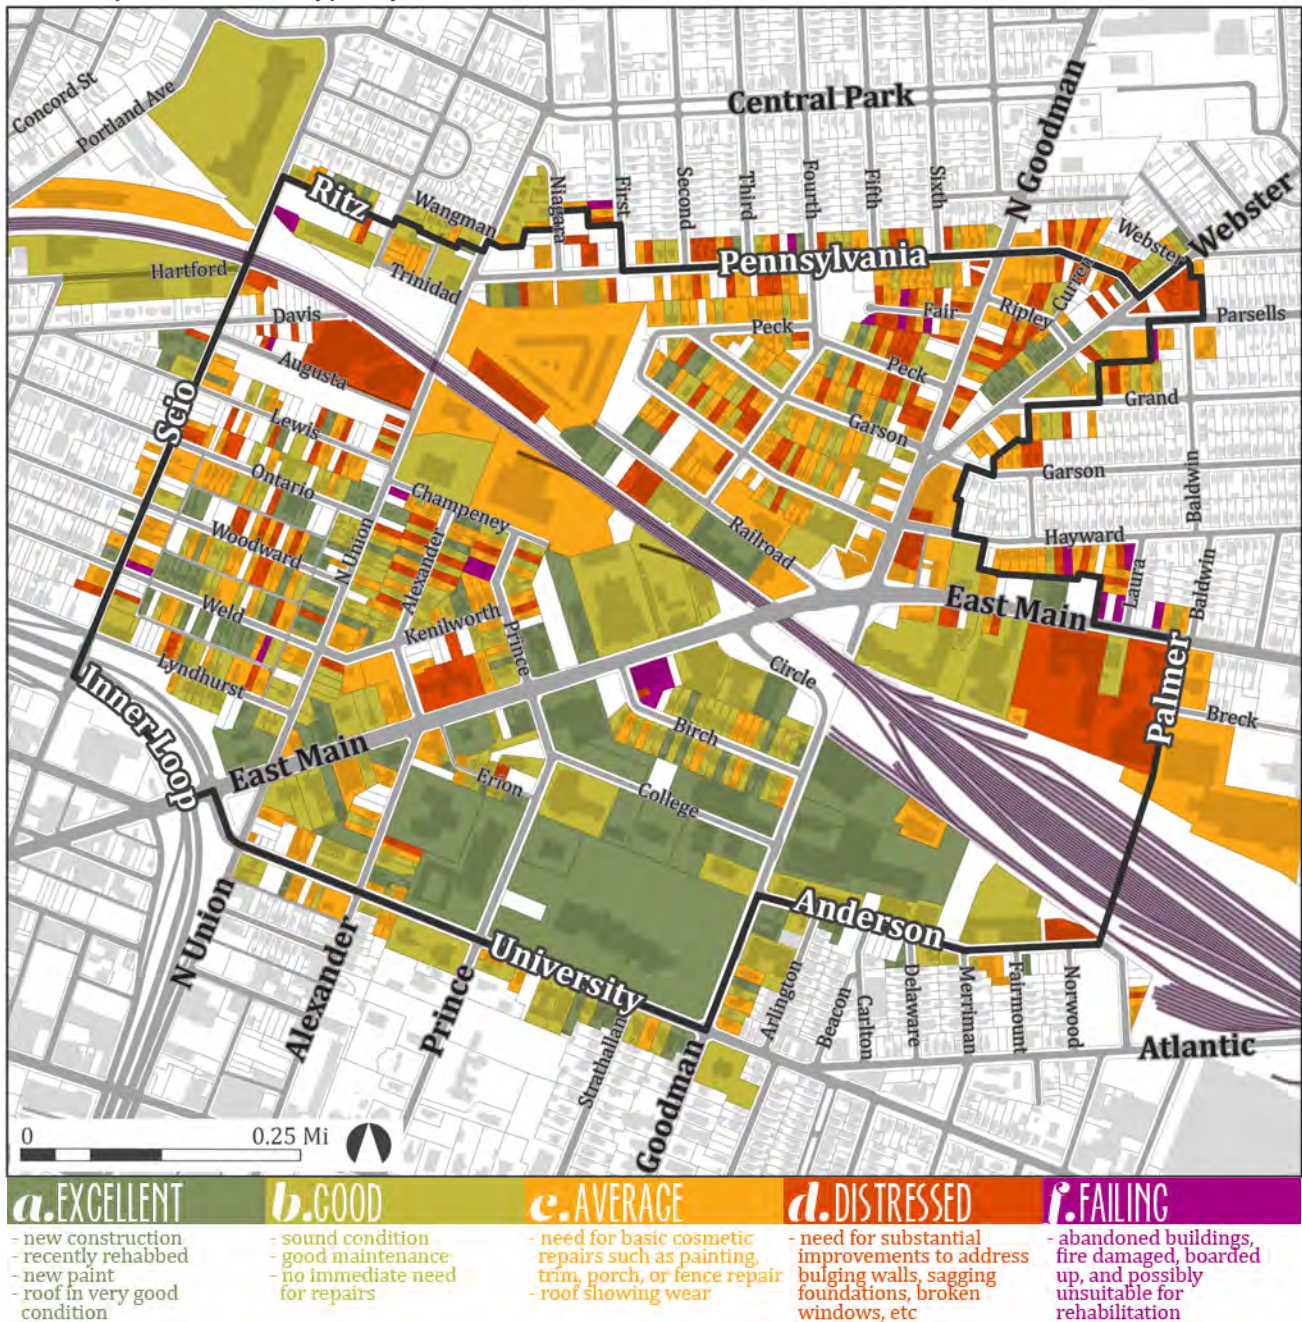 Concord St
Portland Ave
Central Park
N Goodman
Ritz
Wangman
Niagara
First
Second
Third
Fourth
Fifth
Sixth
Webster
Webster
Hartford
Trinidad
Pennsylvania
Curren
Davis
Peck
Fair
Ripley
Parsells
Augusta
Peck
Scio
Lewis
Garson
Grand
Ontario
Champeney
Garson
Baldwin
Woodward
N Union
Alexander
Railroad
Hayward
Weld
Kenilworth
Prince
East Main
Laura
Baldwin
Lyndhurst
Circle
Palmer
Inner Loop
Birch
Breck
East Main
Erion
College
N Union
Alexander
Prince
University
Anderson
Arlington
Beacon
Carlton
Delaware
Merriman
Fairmount
Norwood
Strathallan
Goodman
Atlantic
0 0.25 Mi
a.EXCELLENT
- new construction
- recently rehabbed
- new paint
- roof in very good
condition
b.GOOD
- sound condition
- good maintenance
- no immediate need
for repairs
c.AVERAGE
- need for basic cosmetic
repairs such as painting,
trim, porch, or fence repair
- roof showing wear
d.DISTRESSED
- need for substantial
improvements to address
bulging walls, sagging
foundations, broken
windows, etc
f.FAILING
- abandoned buildings,
fire damaged, boarded
up, and possibly
unsuitable for
rehabilitation